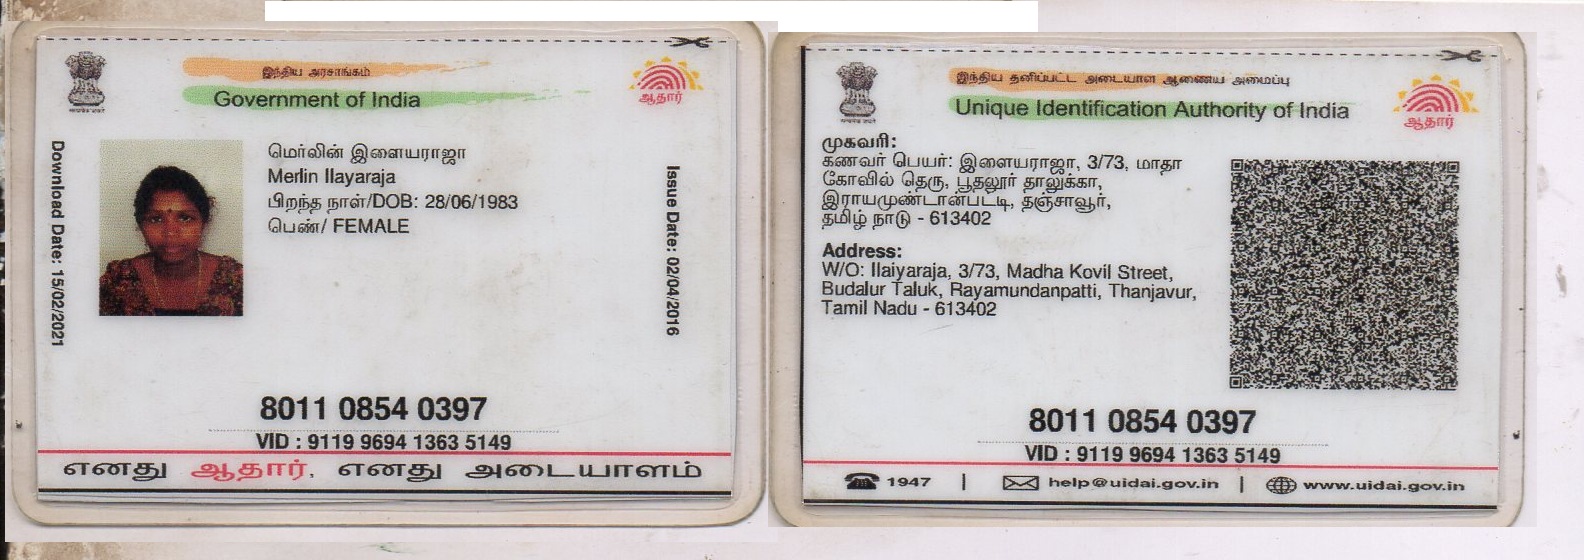 இந்திய அரசாங்கம்
Government of India
ஆதார்
Download Date: 15/02/2021
மெர்லின் இளையராஜா
Merlin Ilayaraja
பிறந்த நாள்/DOB: 28/06/1983
பெண்/ FEMALE
Issue Date: 02/04/2016
8011 0854 0397
VID : 9119 9694 1363 5149
எனது ஆதார், எனது அடையாளம்
இந்திய தனிப்பட்ட அடையாள ஆணைய அமைப்பு
Unique Identification Authority of India
ஆதார்
முகவரி:
கணவர் பெயர்: இளையராஜா, 3/73, மாதா
கோவில் தெரு, பூதலூர் தாலுக்கா,
இராயமுண்டான்பட்டி, தஞ்சாவூர்,
தமிழ் நாடு - 613402
Address:
W/O: Ilaiyaraja, 3/73, Madha Kovil Street,
Budalur Taluk, Rayamundanpatti, Thanjavur,
Tamil Nadu - 613402
8011 0854 0397
VID : 9119 9694 1363 5149
1947 | help@uidai.gov.in | www.uidai.gov.in